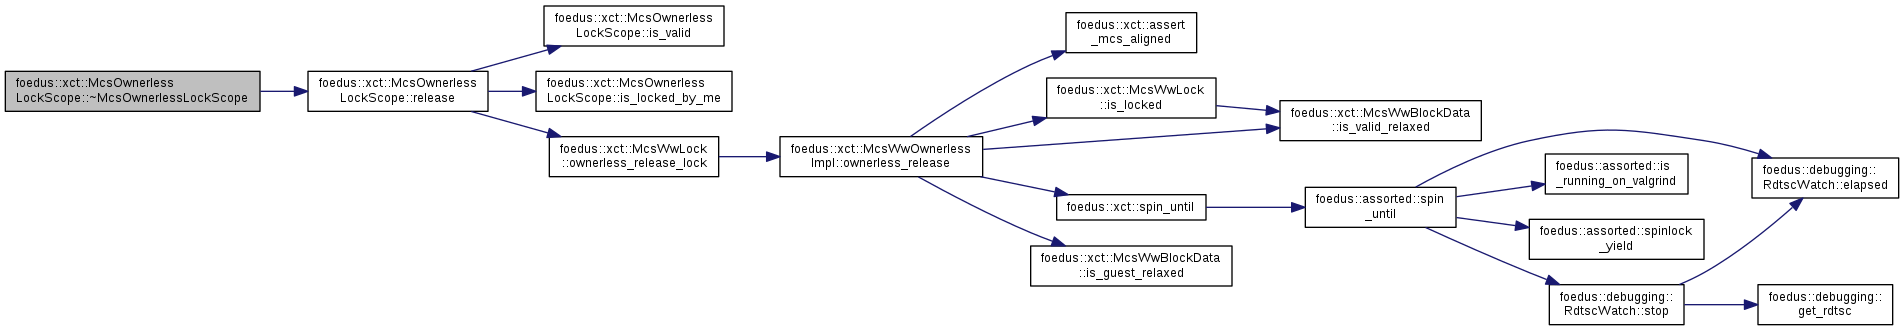 foedus::xct::McsOwnerless
LockScope::~McsOwnerlessLockScope
foedus::xct::McsOwnerless
LockScope::release
foedus::xct::McsOwnerless
LockScope::is_valid
foedus::xct::McsOwnerless
LockScope::is_locked_by_me
foedus::xct::McsWwLock
::ownerless_release_lock
foedus::xct::McsWwOwnerless
Impl::ownerless_release
foedus::xct::assert
_mcs_aligned
foedus::xct::McsWwLock
::is_locked
foedus::xct::McsWwBlockData
::is_valid_relaxed
foedus::xct::spin_until
foedus::xct::McsWwBlockData
::is_guest_relaxed
foedus::assorted::spin
_until
foedus::assorted::is
_running_on_valgrind
foedus::assorted::spinlock
_yield
foedus::debugging::
RdtscWatch::stop
foedus::debugging::
RdtscWatch::elapsed
foedus::debugging::
get_rdtsc